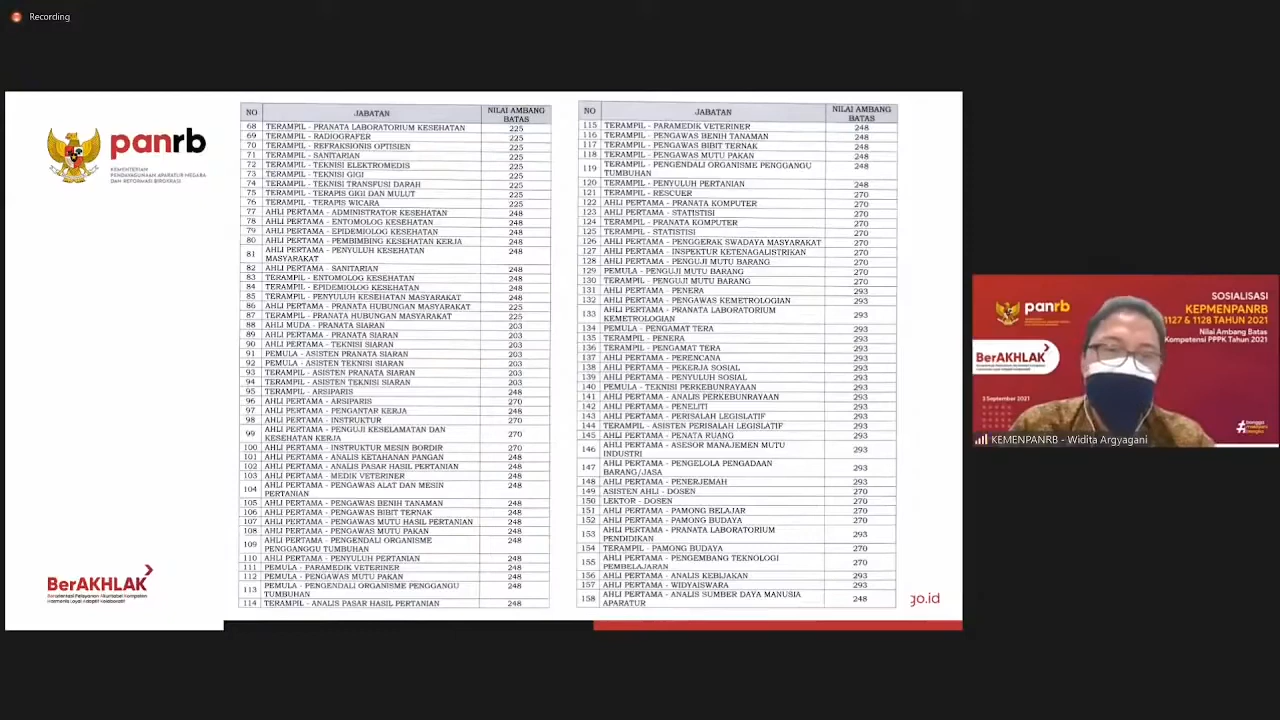 Recording
panrb
KEMENTERIAN
PENDAYAGUNAAN APARATUR NEGARA
DAN REFORMASI BIROKRASI
NO JABATAN NILAI AMBANG BATAS
68 TERAMPIL - PRANATA LABORATORIUM KESEHATAN 225
69 TERAMPIL - RADIOGRAFER 225
70 TERAMPIL - REFRAKSIONIS OPTISIEN 225
71 TERAMPIL - SANITARIAN 225
72 TERAMPIL - TEKNISI ELEKTROMEDIS 225
73 TERAMPIL - TEKNISI GIGI 225
74 TERAMPIL - TEKNISI TRANSFUSI DARAH 225
75 TERAMPIL - TERAPIS GIGI DAN MULUT 225
76 TERAMPIL - TERAPIS WICARA 225
77 AHLI PERTAMA - ADMINISTRATOR KESEHATAN 248
78 AHLI PERTAMA - ENTOMOLOG KESEHATAN 248
79 AHLI PERTAMA - EPIDEMIOLOG KESEHATAN 248
80 AHLI PERTAMA - PEMBIMBING KESEHATAN KERJA 248
81 AHLI PERTAMA - PENYULUH KESEHATAN 248
MASYARAKAT
82 AHLI PERTAMA - SANITARIAN 248
83 TERAMPIL - ENTOMOLOG KESEHATAN 248
84 TERAMPIL - EPIDEMIOLOG KESEHATAN 248
85 TERAMPIL - PENYULUH KESEHATAN MASYARAKAT 248
86 AHLI PERTAMA - PRANATA HUBUNGAN MASYARAKAT 225
87 TERAMPIL - PRANATA HUBUNGAN MASYARAKAT 225
88 AHLI MUDA - PRANATA SIARAN 203
89 AHLI PERTAMA - PRANATA SIARAN 203
90 AHLI PERTAMA - TEKNISI SIARAN 203
91 PEMULA - ASISTEN PRANATA SIARAN 203
92 PEMULA - ASISTEN TEKNISI SIARAN 203
93 TERAMPIL - ASISTEN PRANATA SIARAN 203
94 TERAMPIL - ASISTEN TEKNISI SIARAN 203
95 TERAMPIL - ARSIPARIS 248
96 AHLI PERTAMA - ARSIPARIS 270
97 AHLI PERTAMA - PENGANTAR KERJA 248
98 AHLI PERTAMA - INSTRUKTUR 270
99 AHLI PERTAMA - PENGUJI KESELAMATAN DAN 270
KESEHATAN KERJA
100 AHLI PERTAMA - INSTRUKTUR MESIN BORDIR 270
101 AHLI PERTAMA - ANALIS KETAHANAN PANGAN 248
102 AHLI PERTAMA - ANALIS PASAR HASIL PERTANIAN 248
103 AHLI PERTAMA - MEDIK VETERINER 248
104 AHLI PERTAMA - PENGAWAS ALAT DAN MESIN 248
PERTANIAN
105 AHLI PERTAMA - PENGAWAS BENIH TANAMAN 248
106 AHLI PERTAMA - PENGAWAS BIBIT TERNAK 248
107 AHLI PERTAMA - PENGAWAS MUTU HASIL PERTANIAN 248
108 AHLI PERTAMA - PENGAWAS MUTU PAKAN 248
109 AHLI PERTAMA - PENGENDALI ORGANISME 248
PENGGANGGU TUMBUHAN
110 AHLI PERTAMA - PENYULUH PERTANIAN 248
111 PEMULA - PARAMEDIK VETERINER 248
112 PEMULA - PENGAWAS MUTU PAKAN 248
113 PEMULA - PENGENDALI ORGANISME PENGGANTU 248
TUMBUHAN
114 TERAMPIL - ANALIS PASAR HASIL PERTANIAN 248
NO JABATAN NILAI AMBANG BATAS
115 TERAMPIL - PARAMEDIK VETERINER 248
116 TERAMPIL - PENGAWAS BENIH TANAMAN 248
117 TERAMPIL - PENGAWAS BIBIT TERNAK 248
118 TERAMPIL - PENGAWAS MUTU PAKAN 248
119 TERAMPIL - PENGENDALI ORGANISME PENGGANGU 248
TUMBUHAN
120 TERAMPIL - PENYULUH PERTANIAN 248
121 TERAMPIL - RESCUER 270
122 AHLI PERTAMA - PRANATA KOMPUTER 270
123 AHLI PERTAMA - STATISTISI 270
124 TERAMPIL - PRANATA KOMPUTER 270
125 TERAMPIL - STATISTISI 270
126 AHLI PERTAMA - PENGGERAK SWADAYA MASYARAKAT 270
127 AHLI PERTAMA - INSPEKTUR KETENAGALISTRIKAN 270
128 AHLI PERTAMA - PENGUJI MUTU BARANG 270
129 PEMULA - PENGUJI MUTU BARANG 270
130 TERAMPIL - PENGUJI MUTU BARANG 270
131 AHLI PERTAMA - PENERA 293
132 AHLI PERTAMA - PENGAWAS KEMETROLOGIAN 293
133 AHLI PERTAMA - PRANATA LABORATORIUM 293
KEMETROLOGIAN
134 PEMULA - PENGAMAT TERA 293
135 TERAMPIL - PENERA 293
136 TERAMPIL - PENGAMAT TERA 293
137 AHLI PERTAMA - PERENCANA 293
138 AHLI PERTAMA - PEKERJA SOSIAL 293
139 AHLI PERTAMA - PENYULUH SOSIAL 293
140 PEMULA - TEKNISI PERKEBUNRAYAAN 293
141 AHLI PERTAMA - ANALIS PERKEBUNRAYAAN 293
142 AHLI PERTAMA - PENELITI 293
143 AHLI PERTAMA - PERISALAH LEGISLATIF 293
144 TERAMPIL - ASISTEN PERISALAH LEGISLATIF 293
145 AHLI PERTAMA - PENATA RUANG 293
146 AHLI PERTAMA - ASESOR MANAJEMEN MUTU 293
INDUSTRI
147 AHLI PERTAMA - PENGELOLA PENGADAAN 293
BARANG/JASA
148 AHLI PERTAMA - PENERJEMAH 293
149 ASISTEN AHLI - DOSEN 270
150 LEKTOR - DOSEN 270
151 AHLI PERTAMA - PAMONG BELAJAR 270
152 AHLI PERTAMA - PAMONG BUDAYA 270
153 AHLI PERTAMA - PRANATA LABORATORIUM 293
PENDIDIKAN
154 TERAMPIL - PAMONG BUDAYA 270
155 AHLI PERTAMA - PENGEMBANG TEKNOLOGI 270
PEMBELAJARAN
156 AHLI PERTAMA - ANALIS KEBIJAKAN 293
157 AHLI PERTAMA - WIDYAISWARA 293
158 AHLI PERTAMA - ANALIS SUMBER DAYA MANUSIA 248
APARATUR
BerAKHLAK
Berorientasi Pelayanan Akuntabel Kompeten
Harmonis Loyal Adaptif Kolaboratif
go.id
panrb
SOSIALISASI
KEPMENPANRB
1127 & 1128 TAHUN 2021
Nilai Ambang Batas
Kompetensi PPPK Tahun 2021
BerAKHLAK
3 September 2021
#bangga melayani bangsa
KEMENPANRB - Widita Argyagani